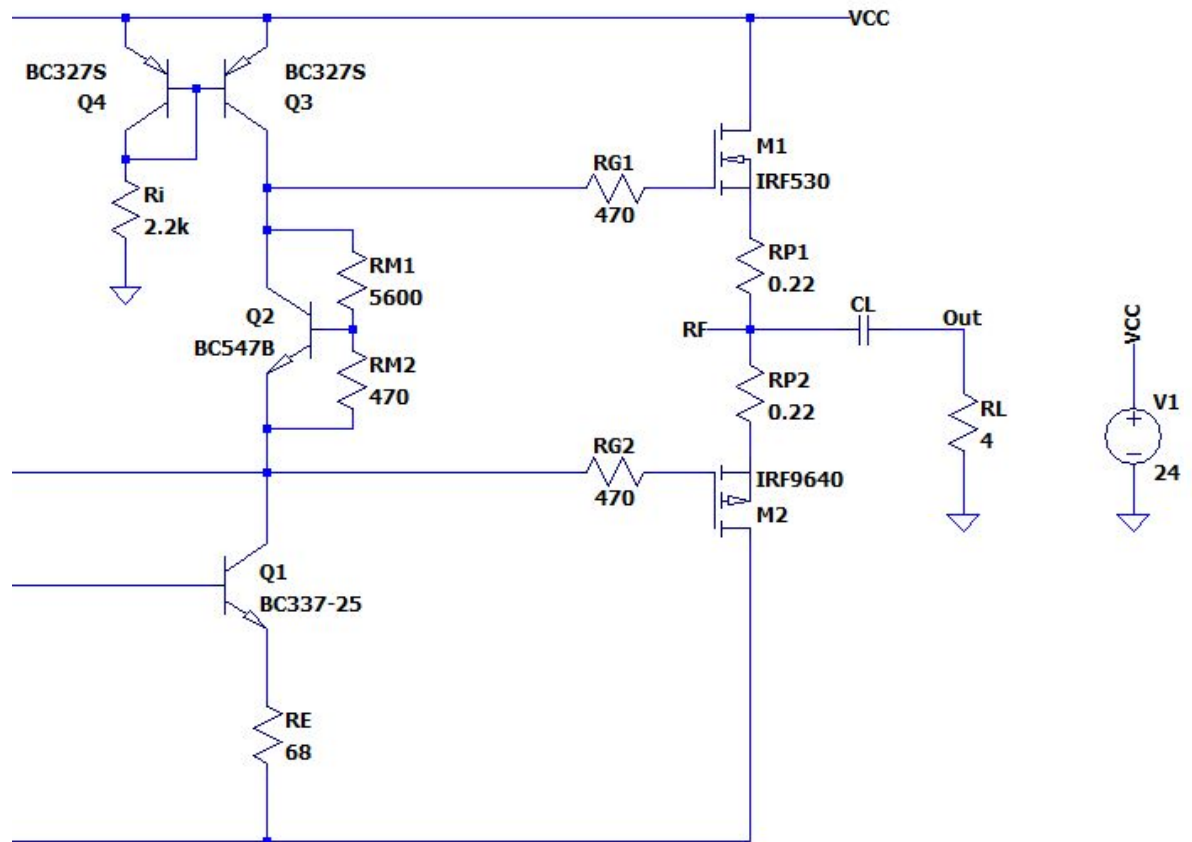 VCC
BC327S
Q4
BC327S
Q3
Ri
2.2k
RG1
470
M1
IRF530
RP1
0.22
RM1
5600
Q2
BC547B
RM2
470
RF
CL
Out
RP2
0.22
RL
4
VCC
V1
24
RG2
470
IRF9640
M2
Q1
BC337-25
RE
68